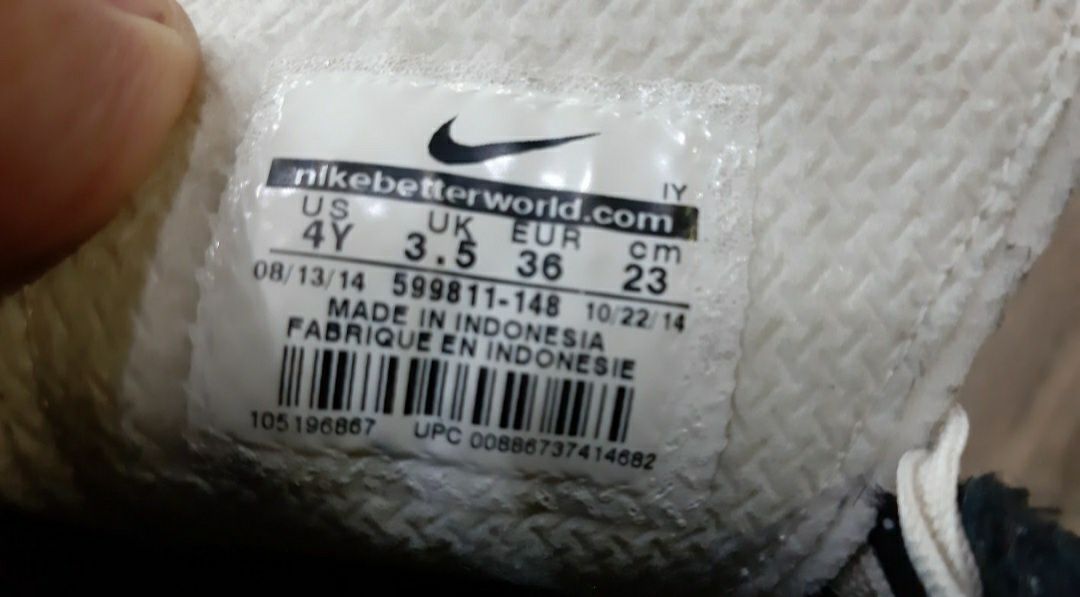 IY
nikebetterworld.com
US UK EUR cm
4Y 3.5 36 23
08/13/14 599811-148 10/22/14
MADE IN INDONESIA
FABRIQUE EN INDONESIE
105196867 UPC 00886737414682